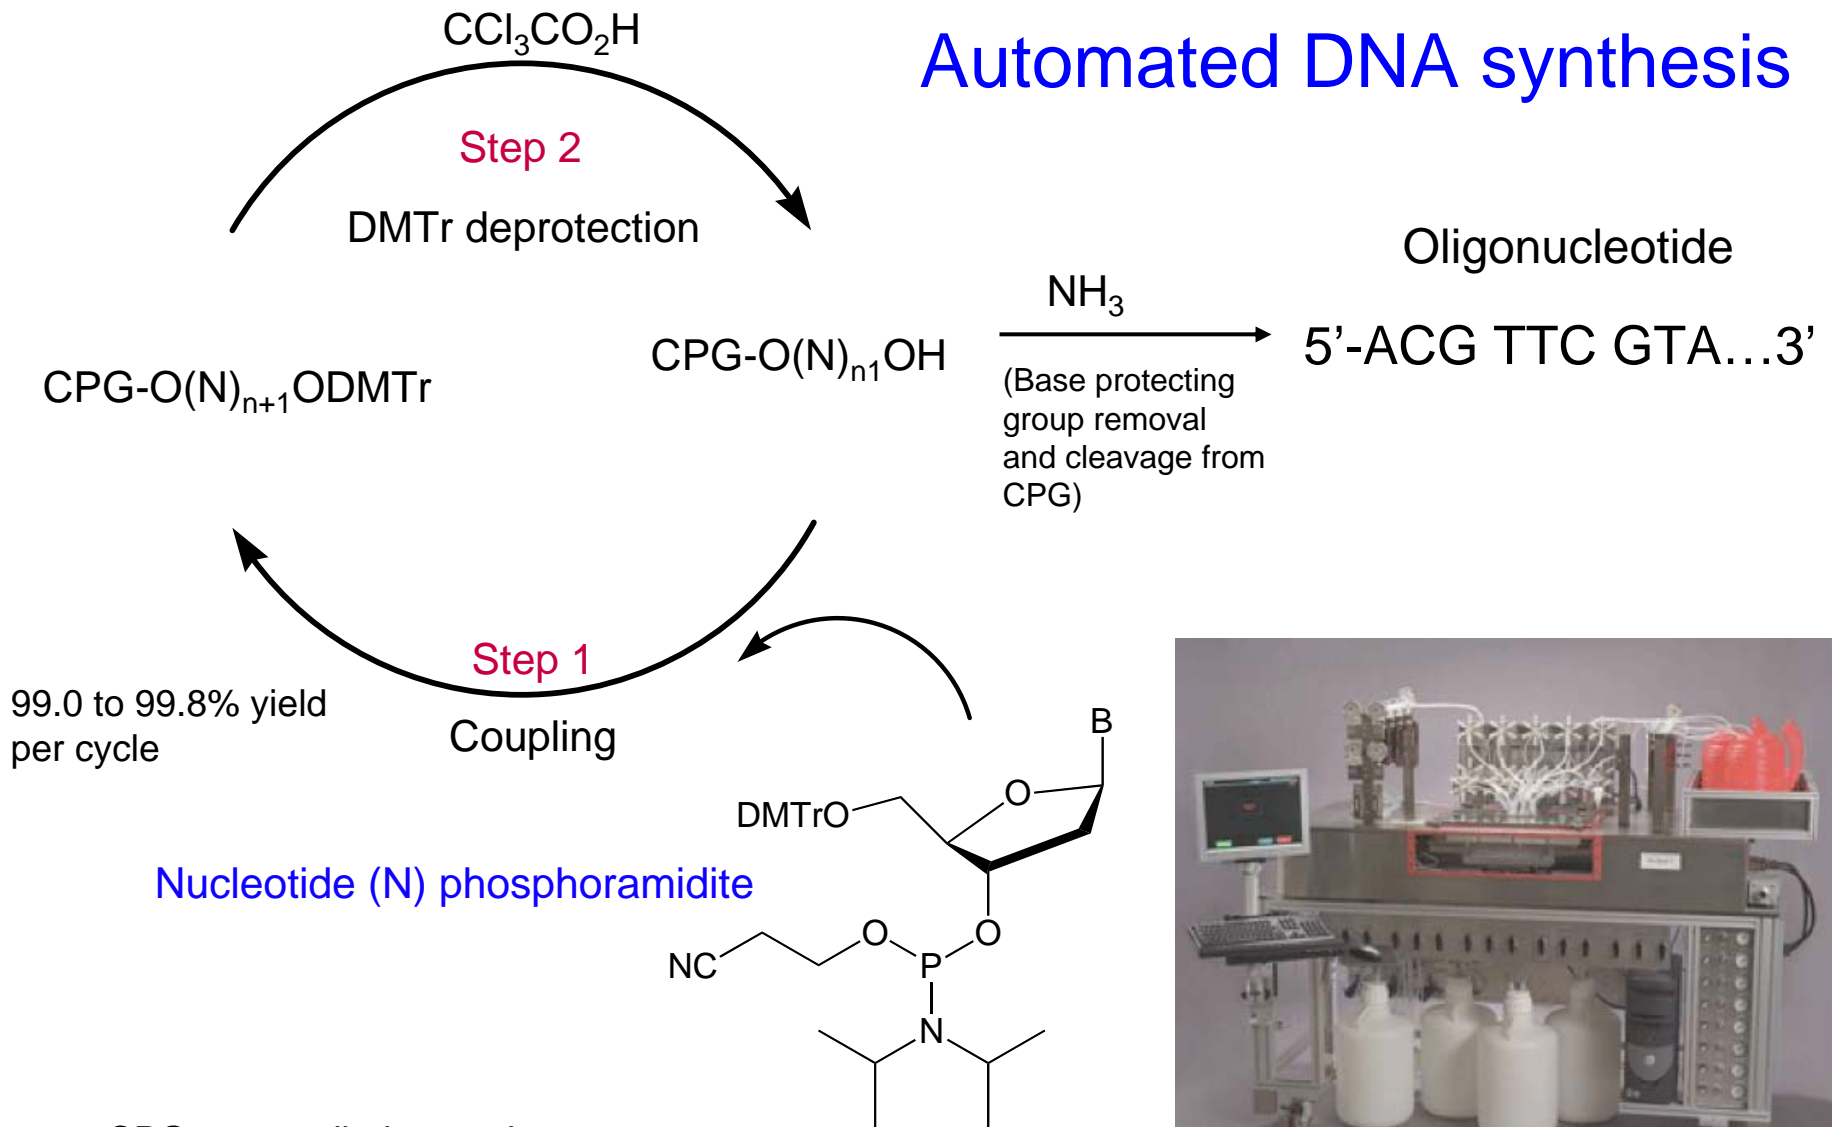 CCl₃CO₂H
Automated DNA synthesis
Step 2
DMTr deprotection
Oligonucleotide
NH₃
5’-ACG TTC GTA…3’
CPG-O(N)ₙ₁OH
CPG-O(N)ₙ₊₁ODMTr
(Base protecting
group removal
and cleavage from
CPG)
Step 1
99.0 to 99.8% yield
per cycle
Coupling
B
O
DMTrO
Nucleotide (N) phosphoramidite
O
O
NC
P
N